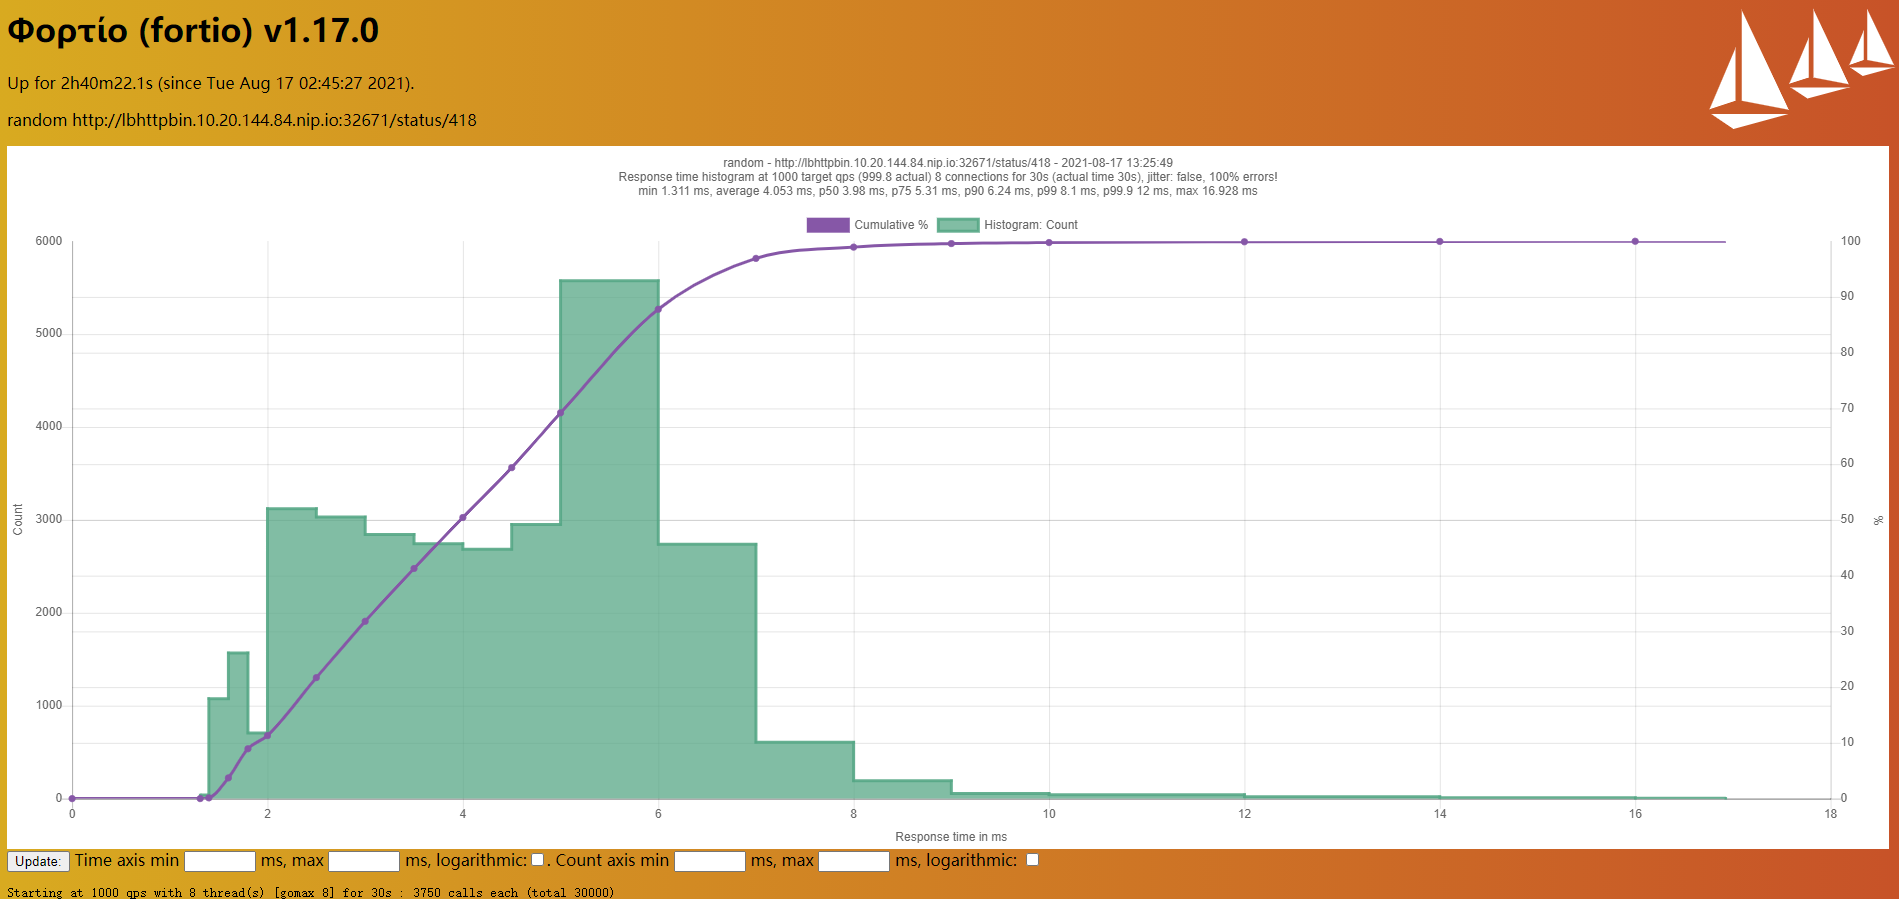 Φορτίο (fortio) v1.17.0
Up for 2h40m22.1s (since Tue Aug 17 02:45:27 2021).
random http://lbhttpbin.10.20.144.84.nip.io:32671/status/418
random - http://lbhttpbin.10.20.144.84.nip.io:32671/status/418 - 2021-08-17 13:25:49
Response time histogram at 1000 target qps (999.8 actual) 8 connections for 30s (actual time 30s), jitter: false, 100% errors!
min 1.311 ms, average 4.053 ms, p50 3.98 ms, p75 5.31 ms, p90 6.24 ms, p99 8.1 ms, p99.9 12 ms, max 16.928 ms
Cumulative % Histogram: Count
6000
5000
4000
3000
2000
1000
0
Count
100
90
80
70
60
50
40
30
20
10
0
%
0 2 4 6 8 10 12 14 16 18
Response time in ms
Update: Time axis min ms, max ms, logarithmic: . Count axis min ms, max ms, logarithmic:
Starting at 1000 qps with 8 thread(s) [gomax 8] for 30s : 3750 calls each (total 30000)